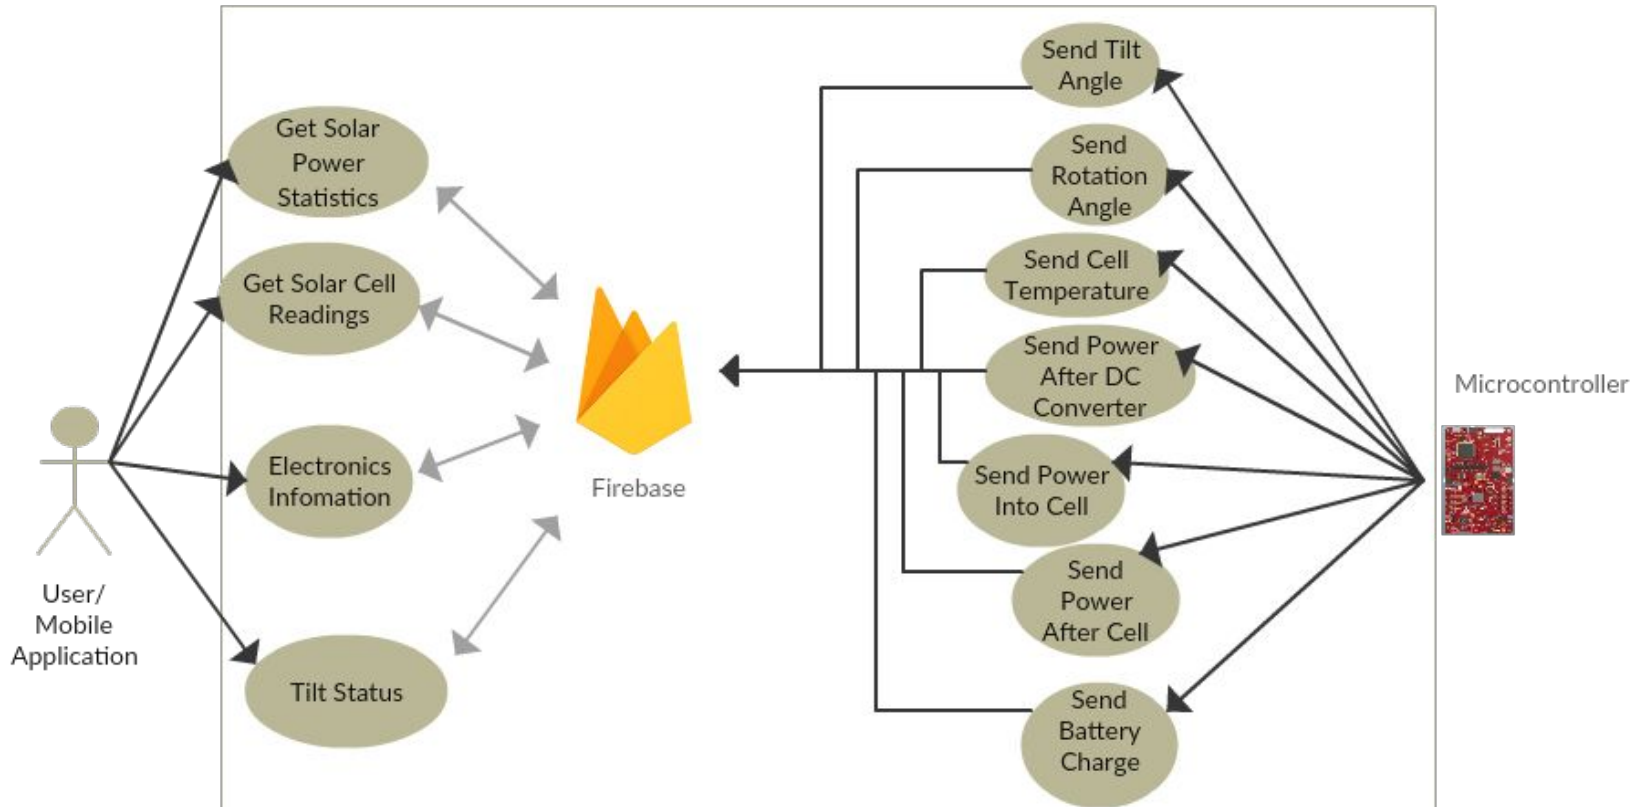 Get Solar
Power
Statistics
Get Solar Cell
Readings
Electronics
Infomation
Tilt Status
User/
Mobile
Application
Firebase
Send Tilt
Angle
Send
Rotation
Angle
Send Cell
Temperature
Send Power
After DC
Converter
Send Power
Into Cell
Send
Power
After Cell
Send
Battery
Charge
Microcontroller